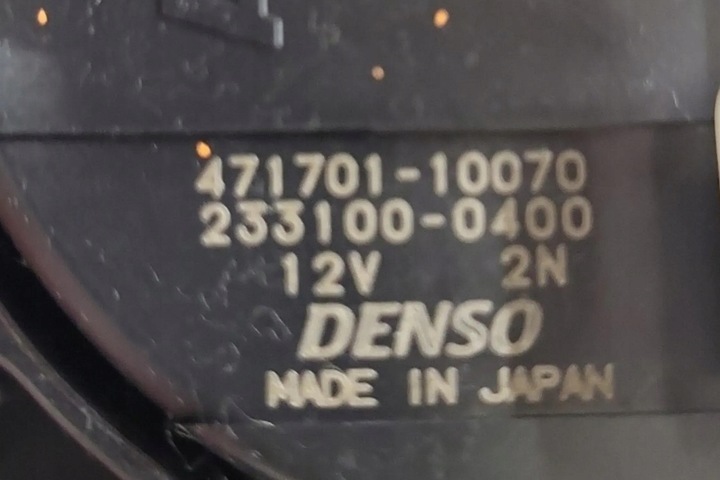 471701-10070
233100-0400
12V 2N
DENSO
MADE IN JAPAN